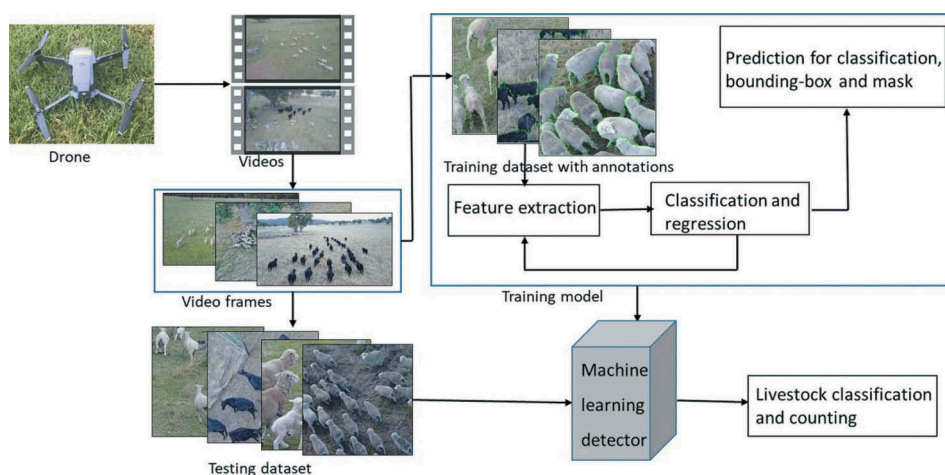 Drone
Videos
Video frames
Testing dataset
Training dataset with annotations
Feature extraction
Classification and
regression
Prediction for classification,
bounding-box and mask
Training model
Machine
learning
detector
Livestock classification
and counting